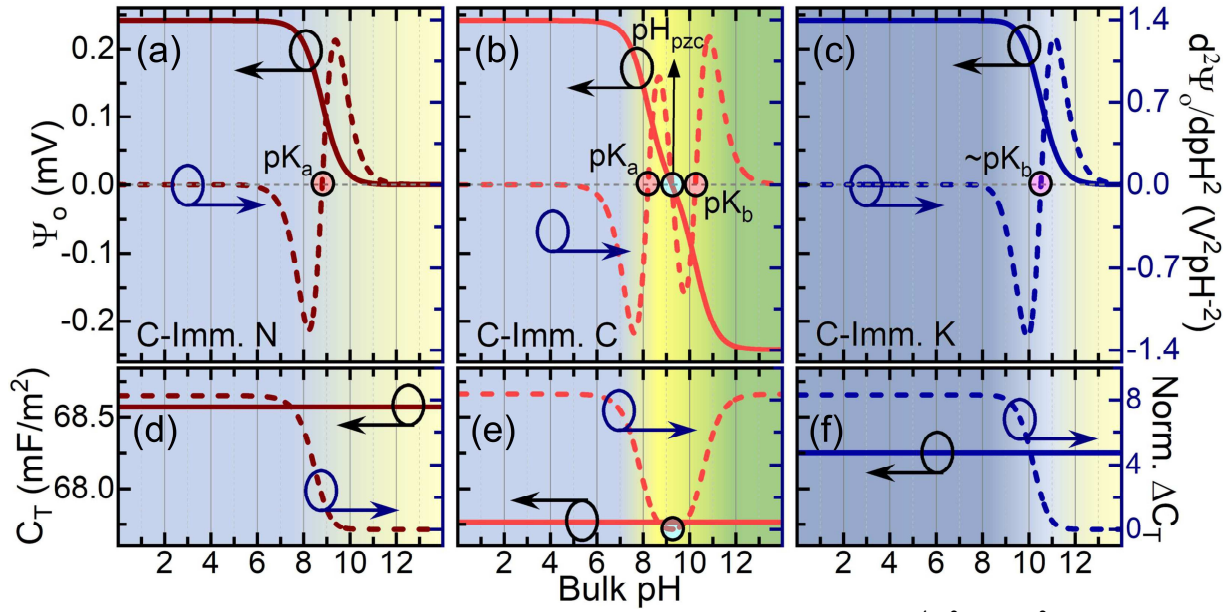 (a)
pKa
C-Imm. N
(b)
pHpzc
pKa
pKb
C-Imm. C
(c)
~pKb
C-Imm. K
0.2
0.1
0.0
-0.1
-0.2
Ψo (mV)
1.4
0.7
0.0
-0.7
-1.4
d²Ψo/dpH² (V²pH⁻²)
(d)
(e)
(f)
68.5
68.0
CT (mF/m²)
8
4
0
Norm. ΔCT
2 4 6 8 10 12
2 4 6 8 10 12
2 4 6 8 10 12
Bulk pH